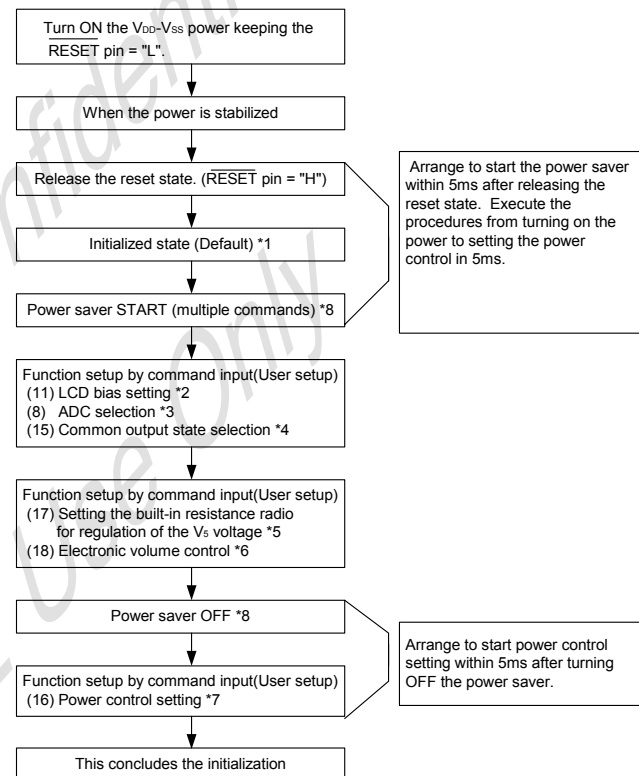 Turn ON the VDD-VSS power keeping the
RESET pin = "L".
When the power is stabilized
Release the reset state. (RESET pin = "H")
Initialized state (Default) *1
Power saver START (multiple commands) *8
Arrange to start the power saver
within 5ms after releasing the
reset state. Execute the
procedures from turning on the
power to setting the power
control in 5ms.
Function setup by command input(User setup)
(11) LCD bias setting *2
(8) ADC selection *3
(15) Common output state selection *4
Function setup by command input(User setup)
(17) Setting the built-in resistance radio
for regulation of the V5 voltage *5
(18) Electronic volume control *6
Power saver OFF *8
Function setup by command input(User setup)
(16) Power control setting *7
Arrange to start power control
setting within 5ms after turning
OFF the power saver.
This concludes the initialization
Use Only